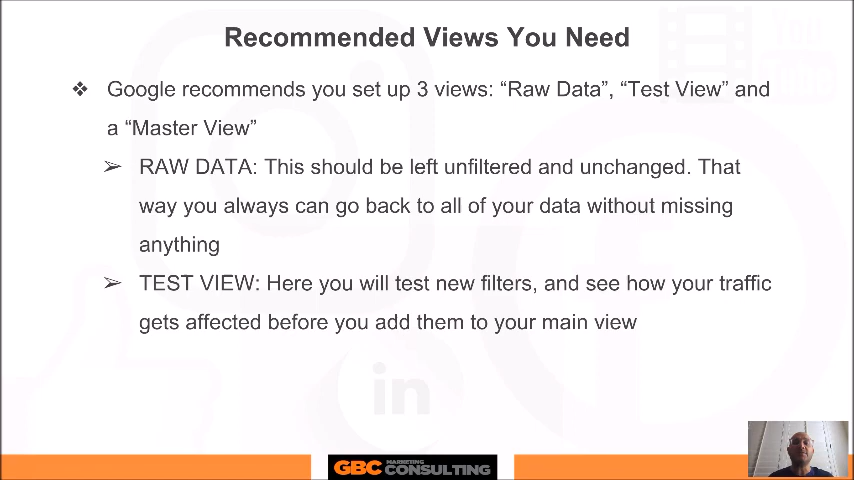 Recommended Views You Need
❖ Google recommends you set up 3 views: “Raw Data”, “Test View” and
a “Master View”
➢ RAW DATA: This should be left unfiltered and unchanged. That
way you always can go back to all of your data without missing
anything
➢ TEST VIEW: Here you will test new filters, and see how your traffic
gets affected before you add them to your main view
in
You
GBC MARKETING CONSULTING